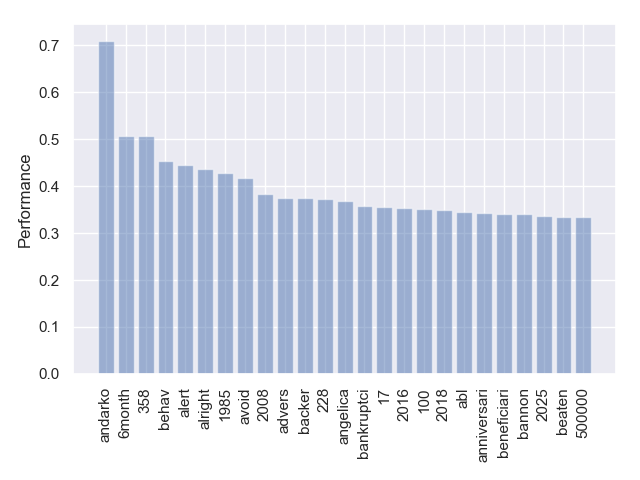 0.7
0.6
0.5
0.4
0.3
0.2
0.1
0.0
Performance
andarko
6month
358
behav
alert
alright
1985
avoid
2008
advers
backer
228
angelica
bankruptci
17
2016
100
2018
abl
anniversari
beneficiari
bannon
2025
beaten
500000